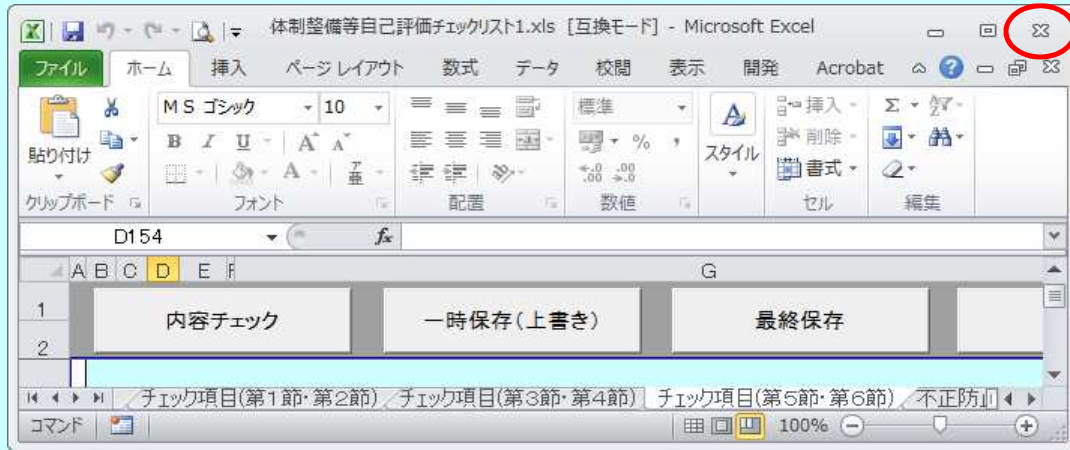 体制整備等自己評価チェックリスト1.xls [互換モード] - Microsoft Excel
ファイル ホーム 挿入 ページ レイアウト 数式 データ 校閲 表示 開発 Acrobat
MS ゴシック 10 標準 挿入 Σ
B I U A A % , 削除
貼り付け A スタイル 書式
クリップボード フォント 配置 数値 セル 編集
D154 fx
A B C D E F G
1 内容チェック 一時保存(上書き) 最終保存
2
チェック項目(第1節・第2節) チェック項目(第3節・第4節) チェック項目(第5節・第6節) 不正防
コマンド 100%